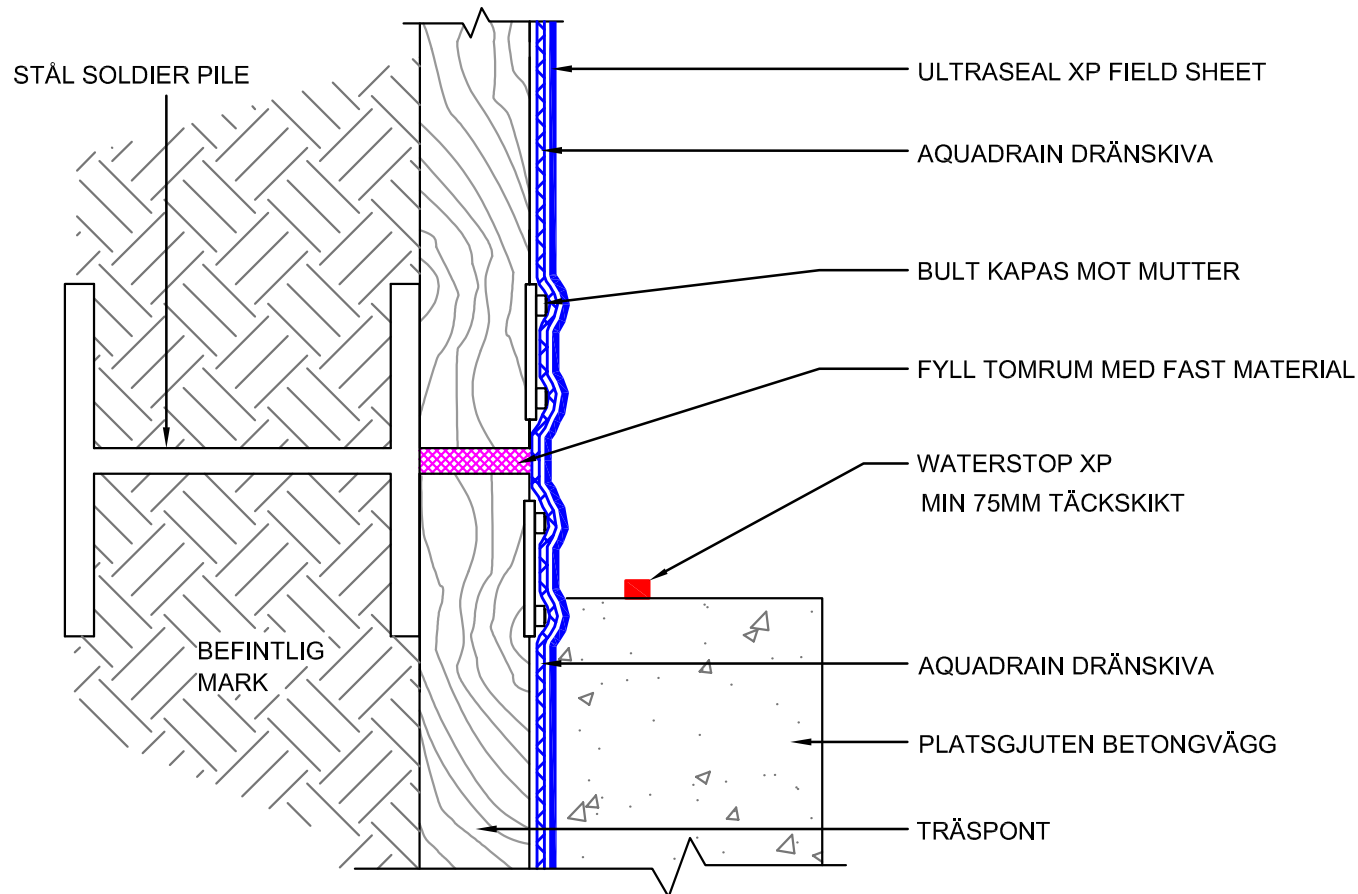 STÅL SOLDIER PILE
ULTRASEAL XP FIELD SHEET
AQUADRAIN DRÄNSKIVA
BULT KAPAS MOT MUTTER
FYLL TOMRUM MED FAST MATERIAL
WATERSTOP XP
MIN 75MM TÄCKSKIKT
BEFINTLIG
MARK
AQUADRAIN DRÄNSKIVA
PLATSGJUTEN BETONGVÄGG
TRÄSPONT